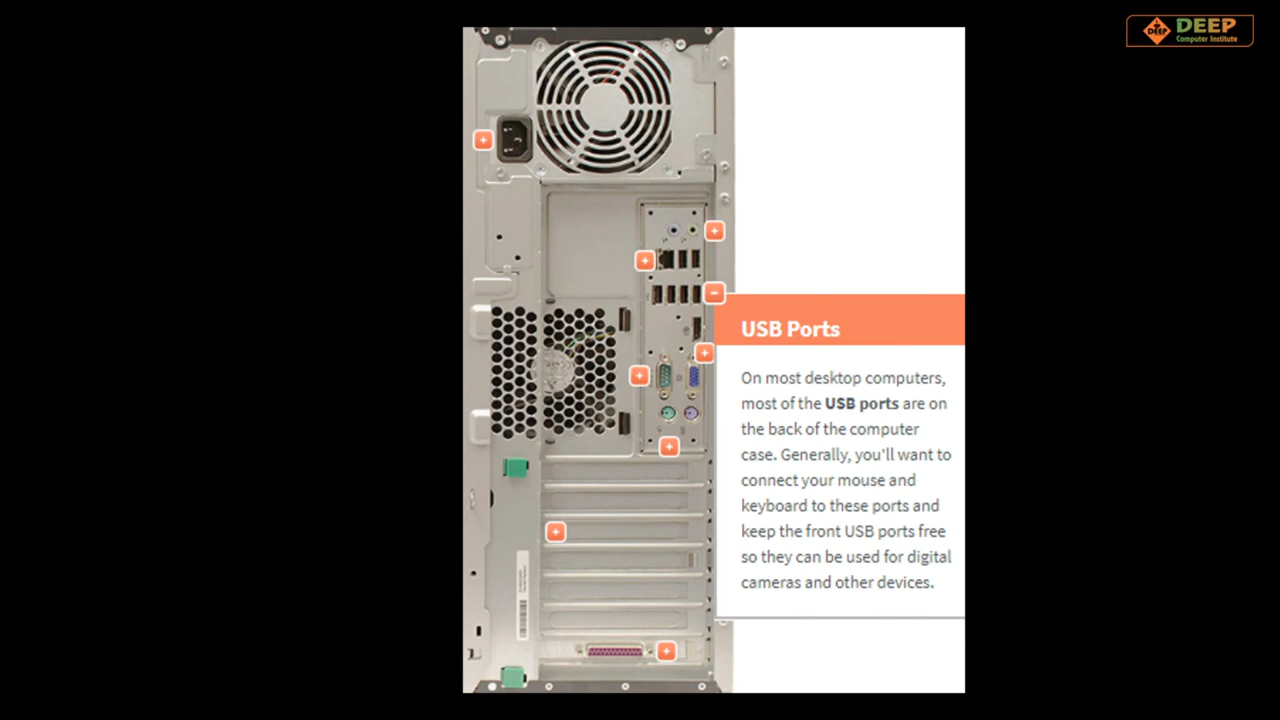 DEEP
DEEP
Computer Institute
USB Ports
On most desktop computers,
most of the USB ports are on
the back of the computer
case. Generally, you'll want to
connect your mouse and
keyboard to these ports and
keep the front USB ports free
so they can be used for digital
cameras and other devices.